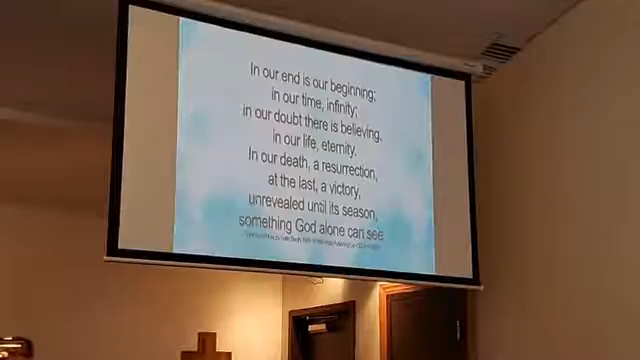 In our end is our beginning;
in our time, infinity;
in our doubt there is believing,
in our life, eternity.
In our death, a resurrection,
at the last, a victory,
unrevealed until its season,
something God alone can see